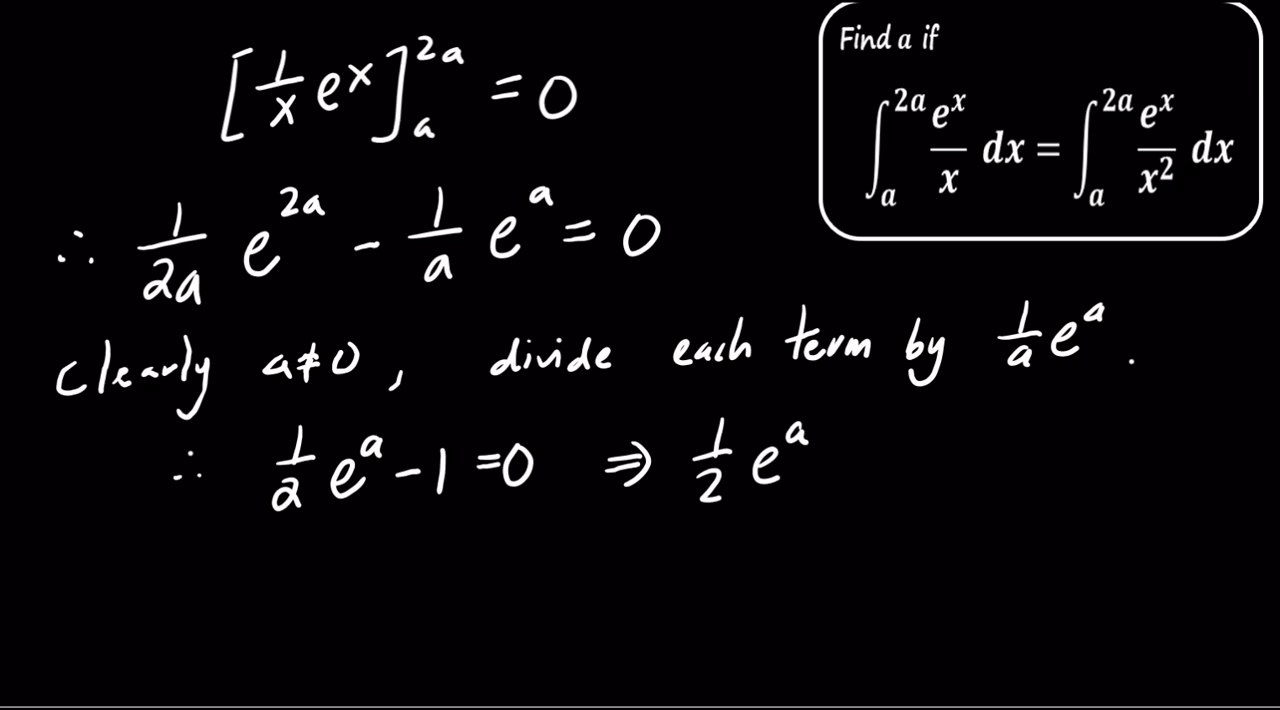 Find a if
∫_a^{2a} e^x/x dx = ∫_a^{2a} e^x/x^2 dx
[1/x e^x]_a^{2a} = 0
∴ 1/2a e^{2a} - 1/a e^a = 0
Clearly a≠0, divide each term by 1/a e^a.
∴ 1/2 e^a - 1 = 0 ⇒ 1/2 e^a